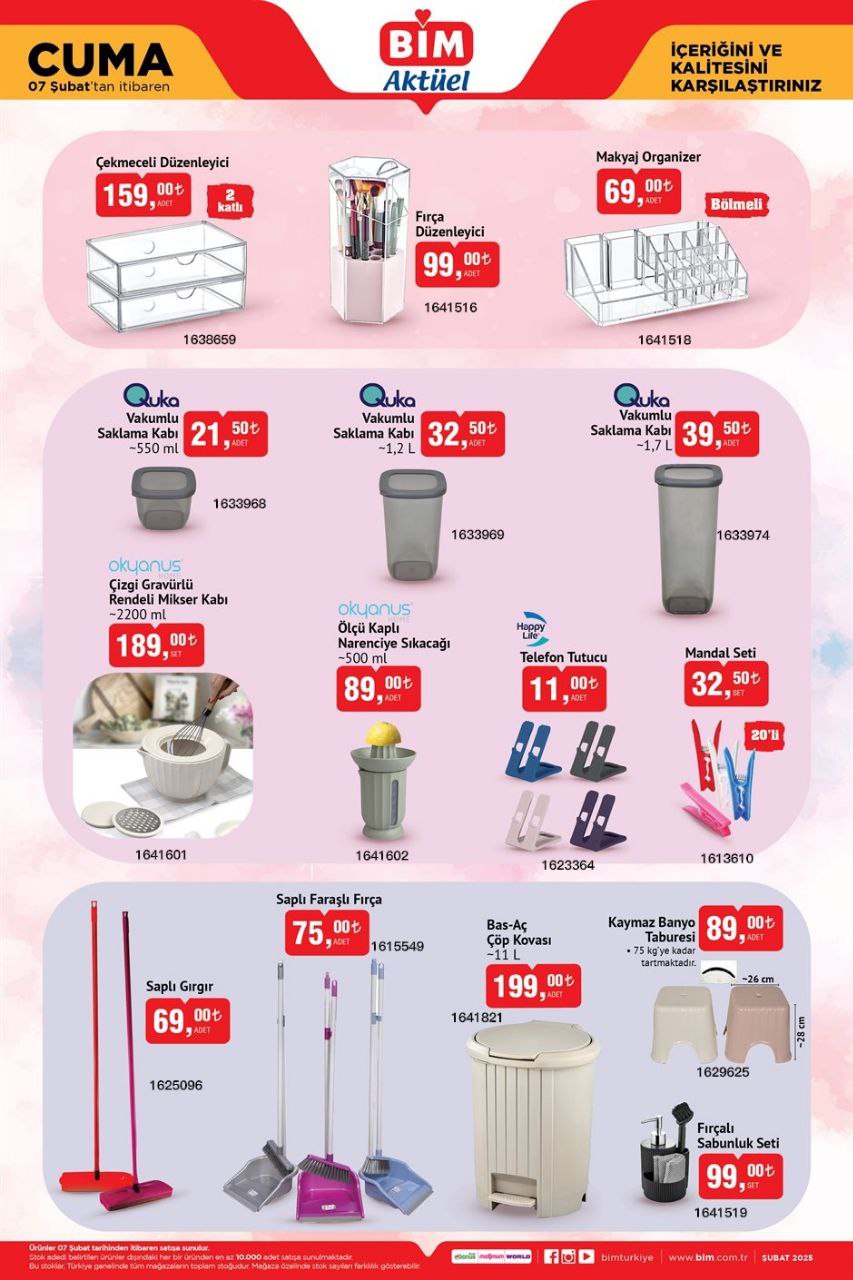 CUMA
07 Şubat'tan itibaren
BİM
Aktüel
İÇERİĞİNİ VE
KALİTESİNİ
KARŞILAŞTIRINIZ
Çekmeceli Düzenleyici
159,00₺
ADET
2
katlı
1638659
Fırça
Düzenleyici
99,00₺
ADET
1641516
Makyaj Organizer
69,00₺
ADET
Bölmeli
1641518
Quka
Vakumlu
Saklama Kabı
~550 ml
21,50₺
ADET
1633968
Quka
Vakumlu
Saklama Kabı
~1,2 L
32,50₺
ADET
1633969
Quka
Vakumlu
Saklama Kabı
~1,7 L
39,50₺
ADET
1633974
okyanus
HOME
Çizgi Gravürlü
Rendeli Mikser Kabı
~2200 ml
189,00₺
SET
1641601
okyanus
HOME
Ölçü Kaplı
Narenciye Sıkacağı
~500 ml
89,00₺
ADET
1641602
Happy
Life
Telefon Tutucu
11,00₺
ADET
1623364
Mandal Seti
32,50₺
SET
20'li
1613610
Saplı Gırgır
69,00₺
ADET
1625096
Saplı Faraşlı Fırça
75,00₺
ADET
1615549
Bas-Aç
Çöp Kovası
~11 L
199,00₺
ADET
1641821
Kaymaz Banyo
Taburesi
• 75 kg'ye kadar
tartmaktadır.
89,00₺
ADET
~26 cm
~28 cm
1629625
Fırçalı
Sabunluk Seti
99,00₺
SET
1641519
Ürünler 07 Şubat tarihinden itibaren satışa sunulur.
Stok adedi belirtilen ürünler dışındaki her bir üründen en az 10.000 adet satışa sunulmaktadır.
Bu stoklar, Türkiye genelinde tüm mağazaların toplam stoğudur. Mağaza özelinde stok sayıları farklılık gösterebilir.
maximum WORLD
bimturkiye
www.bim.com.tr
ŞUBAT 2025